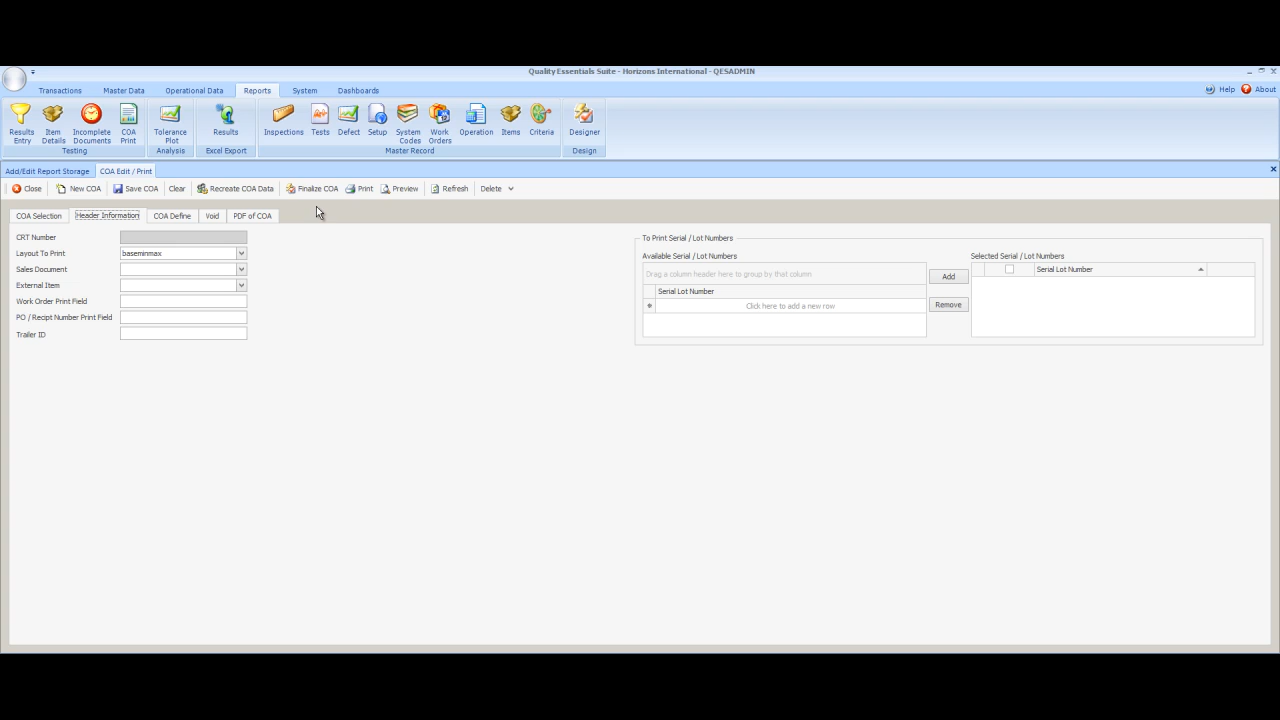 Quality Essentials Suite - Horizons International - QESADMIN
Transactions Master Data Operational Data Reports System Dashboards Help About
Results Entry Item Details Incomplete Documents COA Print Tolerance Plot Results Inspections Tests Defect Setup System Codes Work Orders Operation Items Criteria Designer
Testing Analysis Excel Export Master Record Design
Add/Edit Report Storage COA Edit / Print
Close New COA Save COA Clear Recreate COA Data Finalize COA Print Preview Refresh Delete
COA Selection Header Information COA Define Void PDF of COA
CRT Number
Layout To Print baseminmax
Sales Document
External Item
Work Order Print Field
PO / Recipt Number Print Field
Trailer ID
To Print Serial / Lot Numbers
Available Serial / Lot Numbers
Drag a column header here to group by that column
Serial Lot Number
Click here to add a new row
Add
Remove
Selected Serial / Lot Numbers
Serial Lot Number